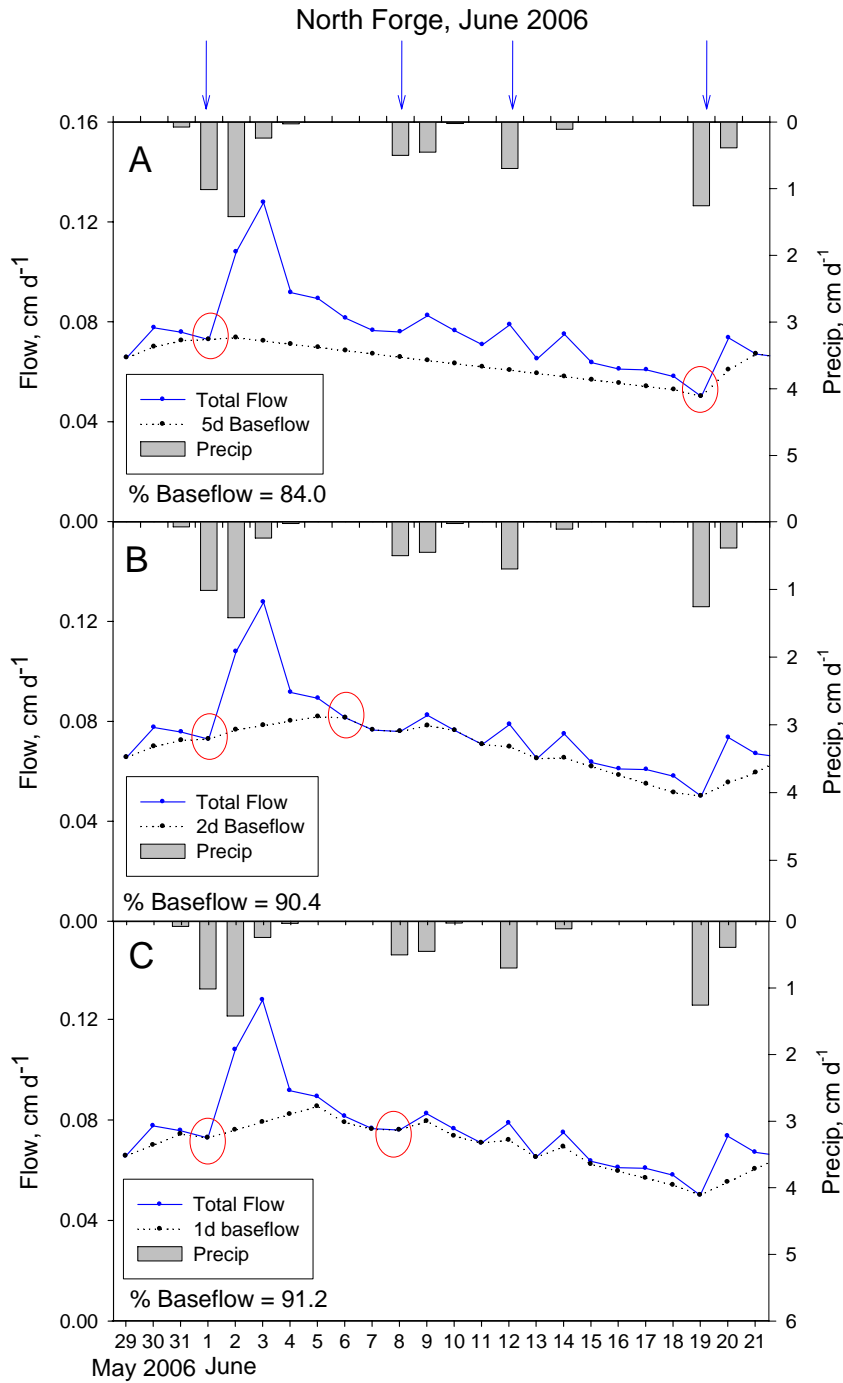 North Forge, June 2006
A
0.16
0.12
0.08
0.04
0.00
Flow, cm d-1
0
1
2
3
4
5
Precip, cm d-1
Total Flow
5d Baseflow
Precip
% Baseflow = 84.0
B
0.12
0.08
0.04
0.00
Flow, cm d-1
0
1
2
3
4
5
Precip, cm d-1
Total Flow
2d Baseflow
Precip
% Baseflow = 90.4
C
0.12
0.08
0.04
0.00
Flow, cm d-1
0
1
2
3
4
5
6
Precip, cm d-1
Total Flow
1d baseflow
Precip
% Baseflow = 91.2
29 30 31 1 2 3 4 5 6 7 8 9 10 11 12 13 14 15 16 17 18 19 20 21
May 2006 June